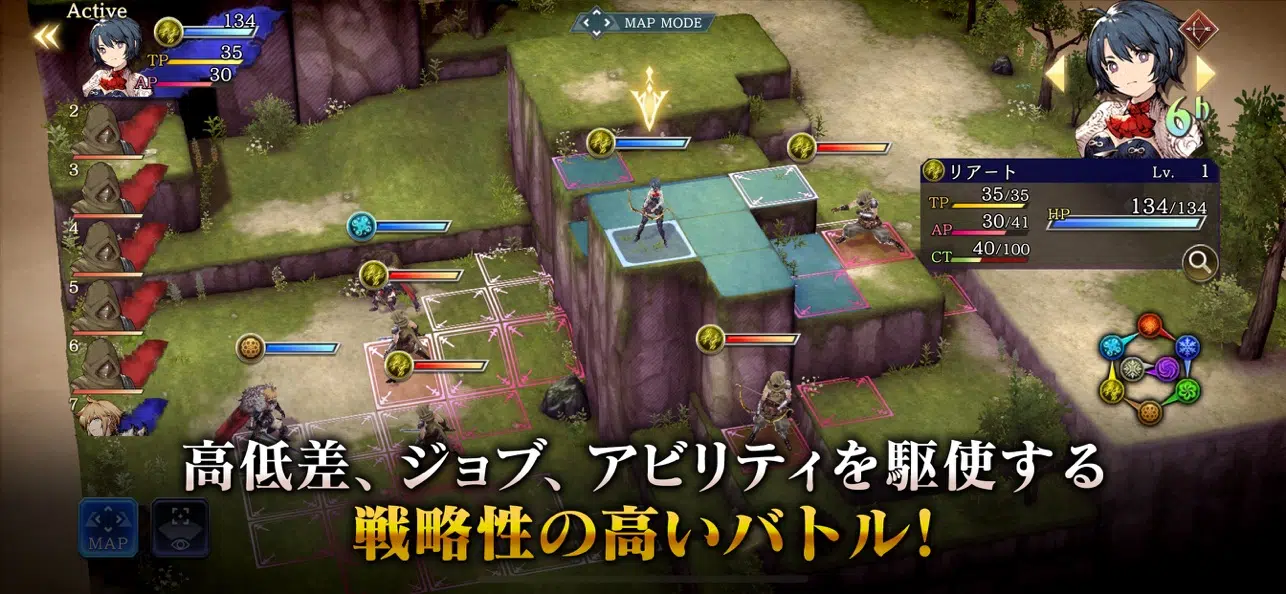 Active
134
TP 35
AP 30
2
3
4
5
6
7
MAP MODE
6h
リアート Lv. 1
TP 35/35
AP 30/41
HP 134/134
CT 40/100
高低差、ジョブ、アビリティを駆使する
戦略性の高いバトル!
MAP